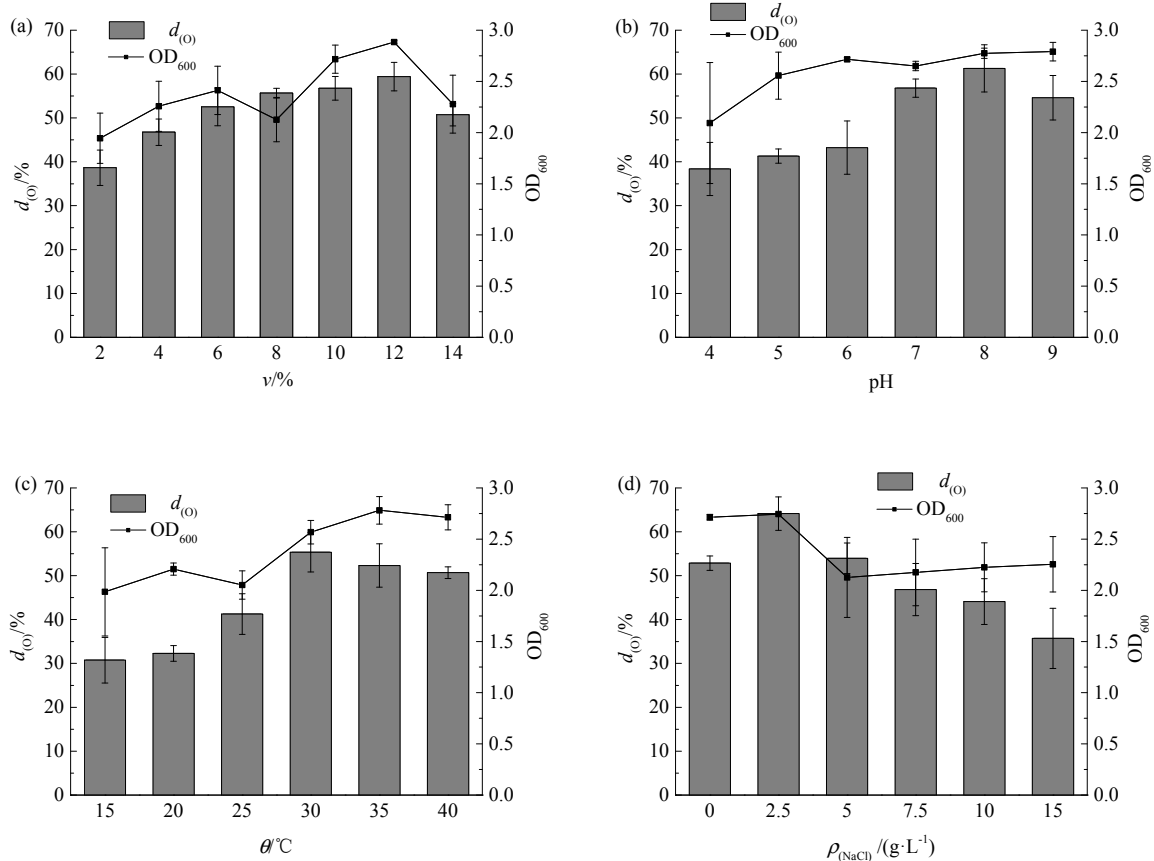 (a)
d(O)
OD600
d(O)/%
70
60
50
40
30
20
10
0
3.0
2.5
2.0
1.5
1.0
0.5
0.0
OD600
2 4 6 8 10 12 14
v/%
(b)
d(O)
OD600
d(O)/%
70
60
50
40
30
20
10
0
3.0
2.5
2.0
1.5
1.0
0.5
0.0
OD600
4 5 6 7 8 9
pH
(c)
d(O)
OD600
d(O)/%
70
60
50
40
30
20
10
0
3.0
2.5
2.0
1.5
1.0
0.5
0.0
OD600
15 20 25 30 35 40
θ/℃
(d)
d(O)
OD600
d(O)/%
70
60
50
40
30
20
10
0
3.0
2.5
2.0
1.5
1.0
0.5
0.0
OD600
0 2.5 5 7.5 10 15
ρ(NaCl) /(g·L⁻¹)